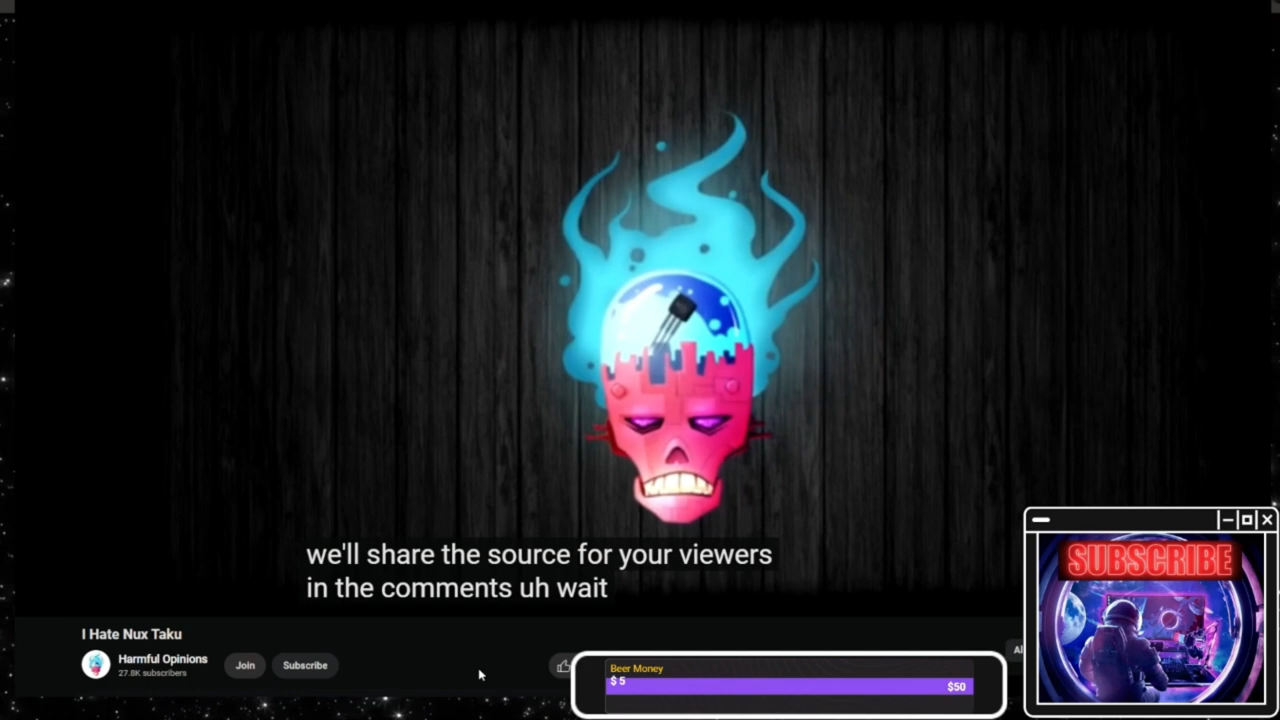 we'll share the source for your viewers
in the comments uh wait
SUBSCRIBE
I Hate Nux Taku
Harmful Opinions
27.8K subscribers
Join
Subscribe
Al
Beer Money
$ 5
$50